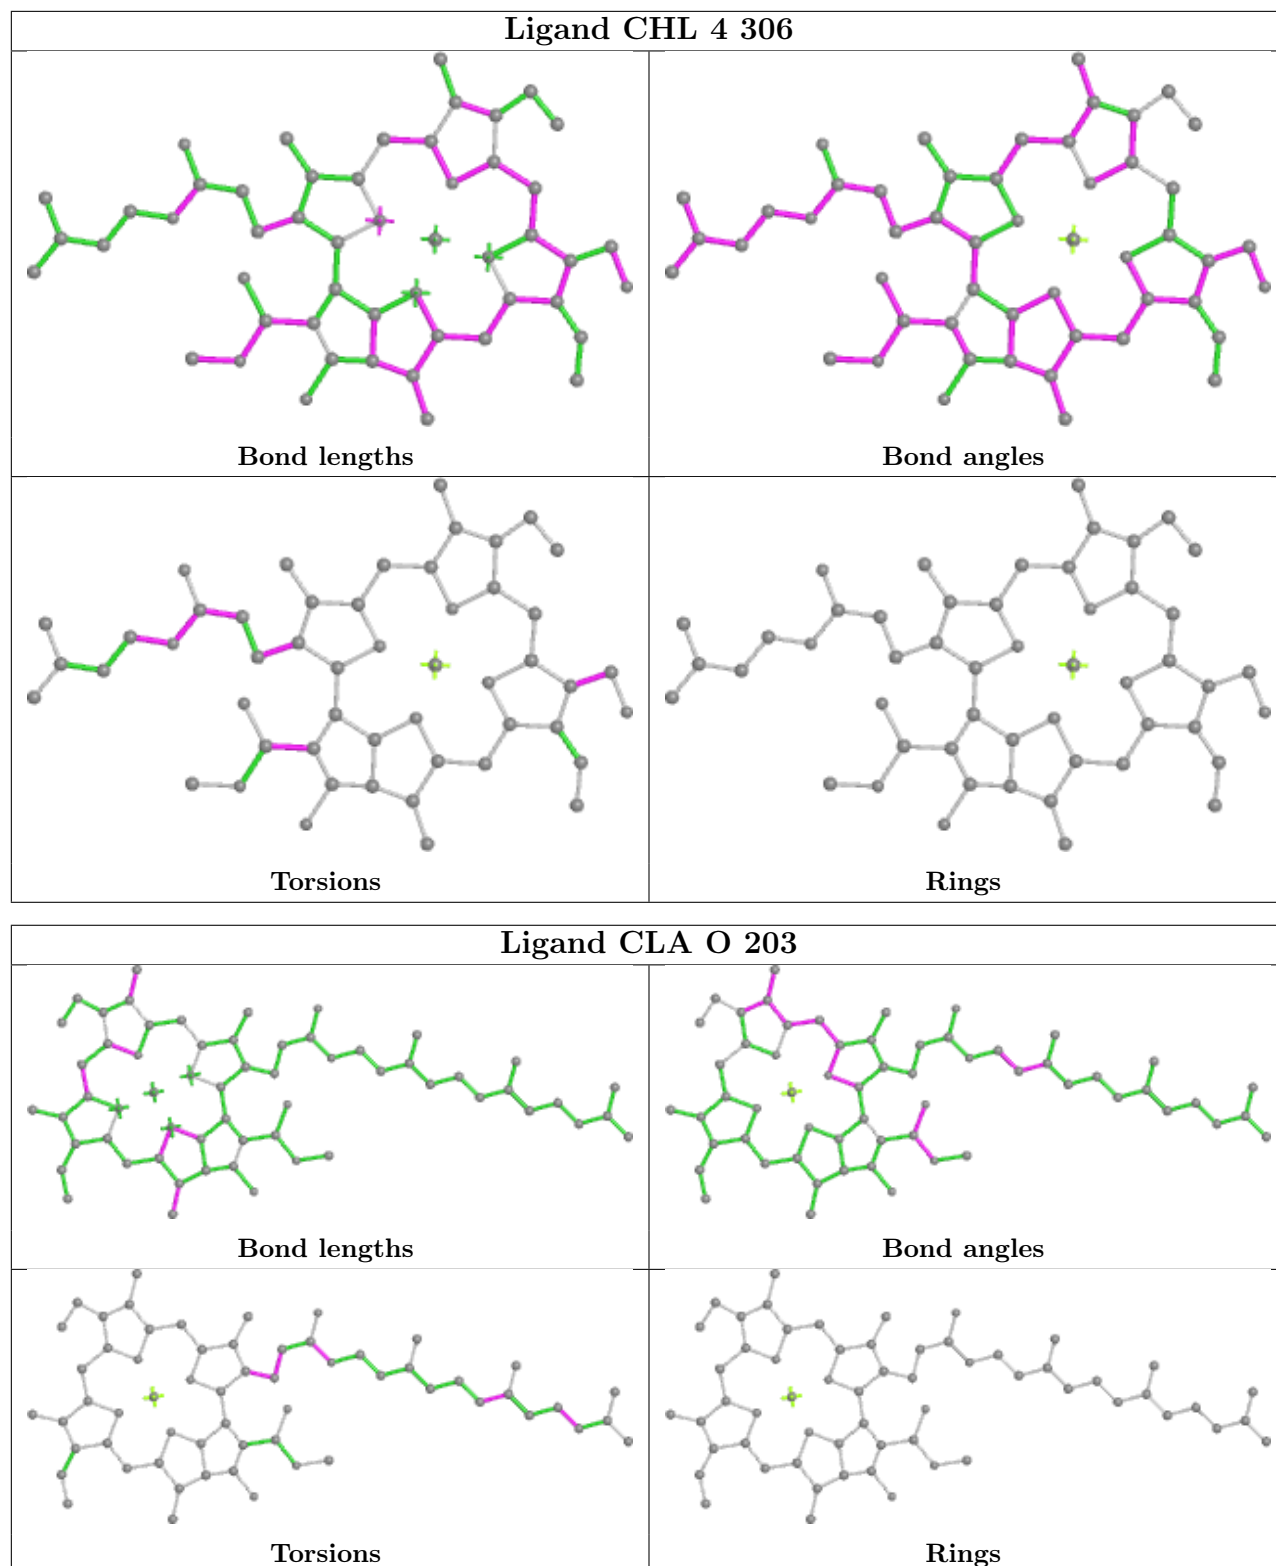 Ligand CHL 4 306
Bond lengths
Bond angles
Torsions
Rings
Ligand CLA O 203
Bond lengths
Bond angles
Torsions
Rings